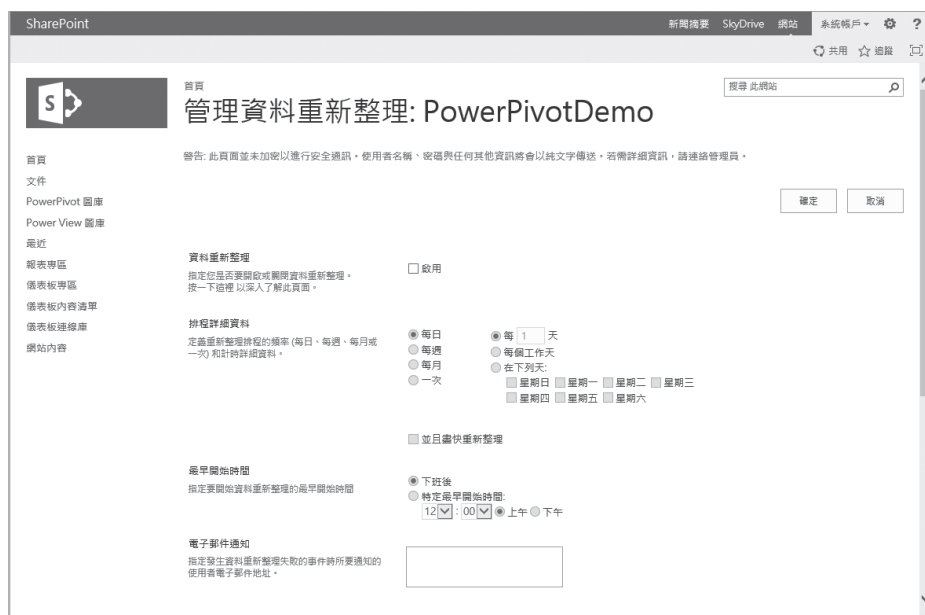 SharePoint
新聞摘要 SkyDrive 網站 系統帳戶 ?
共用 追蹤
S
首頁
管理資料重新整理: PowerPivotDemo
搜尋 此網站
警告: 此頁面並未加密以進行安全通訊。使用者名稱、密碼與任何其他資訊將會以純文字傳送。若需詳細資訊，請連絡管理員。
首頁
文件
PowerPivot 圖庫
Power View 圖庫
最近
報表專區
儀表板專區
儀表板內容清單
儀表板連線庫
網站內容
確定 取消
資料重新整理
指定您是否要開啟或關閉資料重新整理。
按一下這裡 以深入了解此頁面。
啟用
排程詳細資料
定義重新整理排程的頻率 (每日、每週、每月或
一次) 和計時詳細資料。
每日
每週
每月
一次
每 1 天
每個工作天
在下列天:
星期日 星期一 星期二 星期三
星期四 星期五 星期六
並且盡快重新整理
最早開始時間
指定要開始資料重新整理的最早開始時間
下班後
特定最早開始時間:
12 : 00 上午 下午
電子郵件通知
指定發生資料重新整理失敗的事件時所要通知的
使用者電子郵件地址。